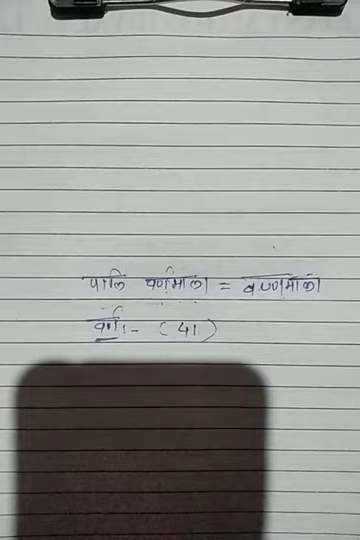 पालि वर्णमाला = वण्णमाला
वर्ण :- (41)